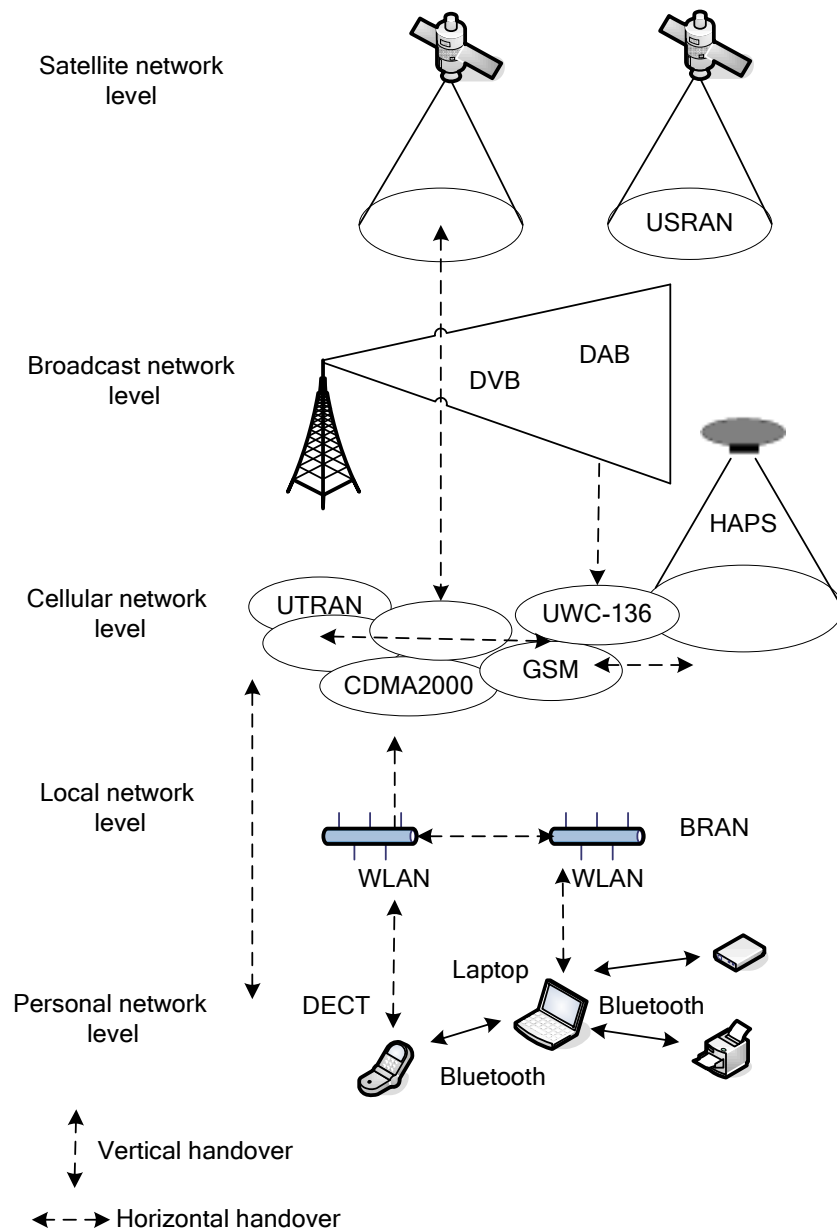 Satellite network
level
USRAN
Broadcast network
level
DAB
DVB
HAPS
Cellular network
level
UTRAN
UWC-136
GSM
CDMA2000
Local network
level
BRAN
WLAN
WLAN
Laptop
Personal network
level
DECT
Bluetooth
Bluetooth
Vertical handover
Horizontal handover